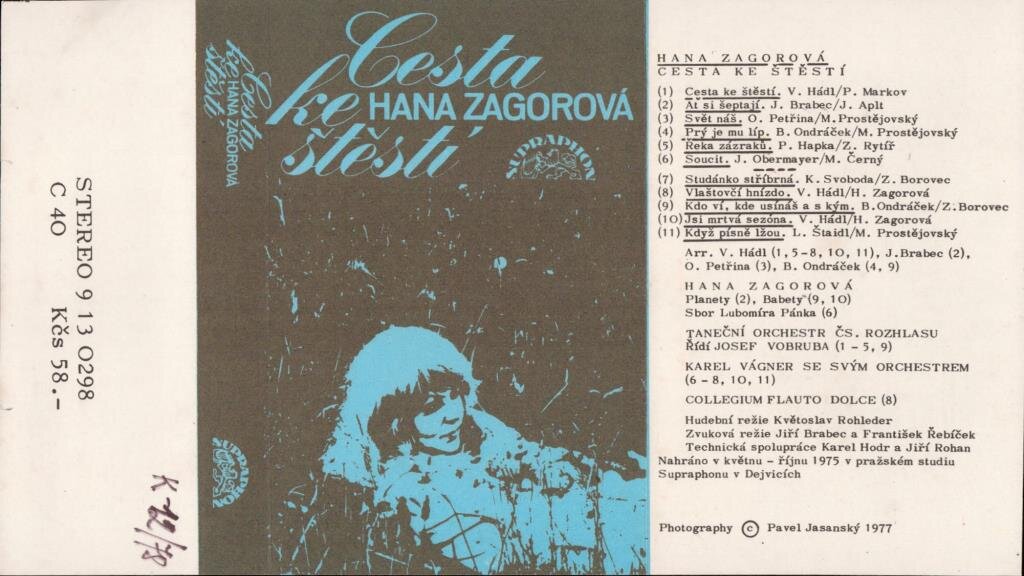 STEREO 9 13 0298
C 40 Kčs 58.-
K-12/78
Cesta
ke
štěstí
HANA ZAGOROVÁ
SUPRAPHON
Cesta
ke HANA ZAGOROVÁ
štěstí
SUPRAPHON
HANA ZAGOROVÁ
CESTA KE ŠTĚSTÍ
(1) Cesta ke štěstí. V. Hádl/P. Markov
(2) Ať si šeptají. J. Brabec/J. Aplt
(3) Svět náš. O. Petřina/M. Prostějovský
(4) Prý je mu líp. B. Ondráček/M. Prostějovský
(5) Řeka zázraků. P. Hapka/Z. Rytíř
(6) Soucit. J. Obermayer/M. Černý
(7) Studánko stříbrná. K. Svoboda/Z. Borovec
(8) Vlaštovčí hnízdo. V. Hádl/H. Zagorová
(9) Kdo ví, kde usínáš a s kým. B. Ondráček/Z. Borovec
(10) Jsi mrtvá sezóna. V. Hádl/H. Zagorová
(11) Když písně lžou. L. Štaidl/M. Prostějovský
Arr. V. Hádl (1, 5-8, 10, 11), J. Brabec (2),
O. Petřina (3), B. Ondráček (4, 9)
HANA ZAGOROVÁ
Planety (2), Babety (9, 10)
Sbor Lubomíra Pánka (6)
TANEČNÍ ORCHESTR ČS. ROZHLASU
Řídí JOSEF VOBRUBA (1 - 5, 9)
KAREL VÁGNER SE SVÝM ORCHESTREM
(6 - 8, 10, 11)
COLLEGIUM FLAUTO DOLCE (8)
Hudební režie Květoslav Rohleder
Zvuková režie Jiří Brabec a František Řebíček
Technická spolupráce Karel Hodr a Jiří Rohan
Nahráno v květnu - říjnu 1975 v pražském studiu
Supraphonu v Dejvicích
Photography © Pavel Jasanský 1977